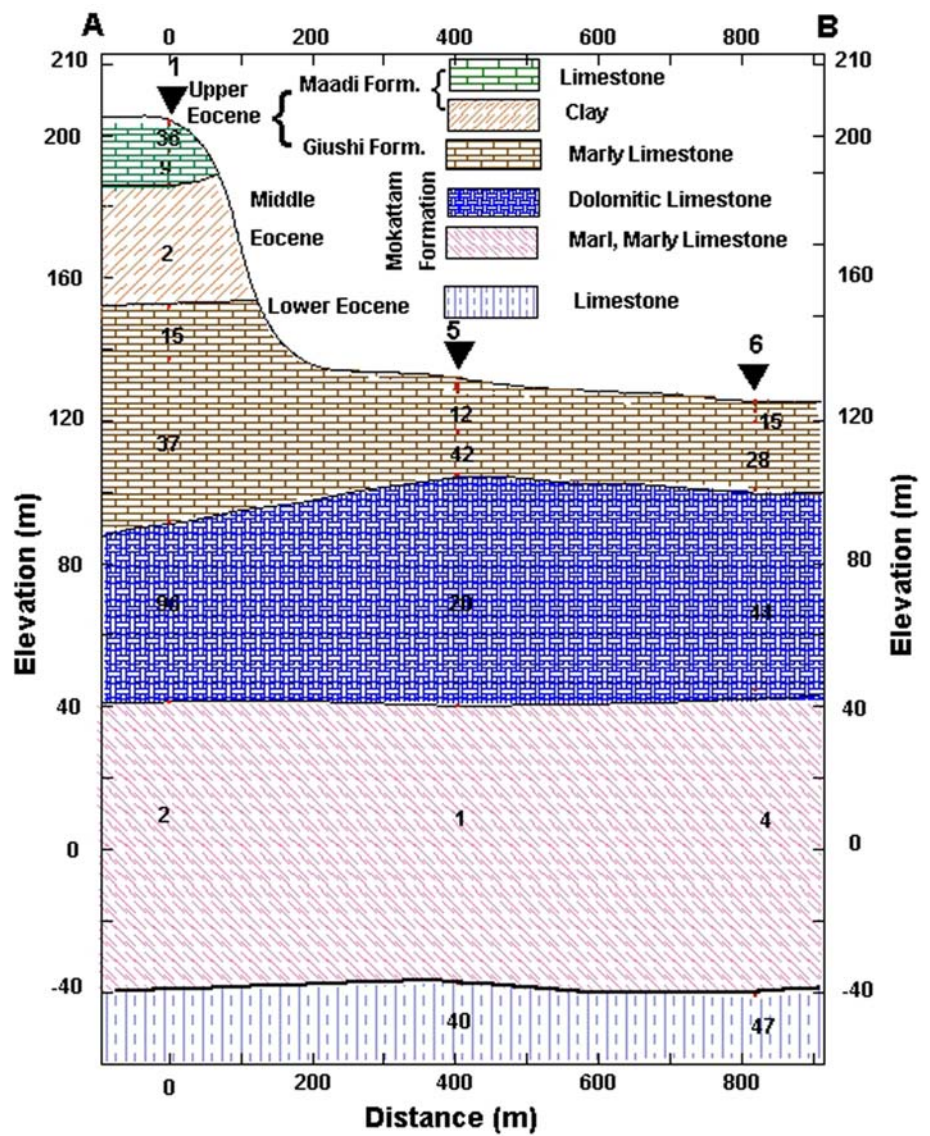 A
B
0 200 400 600 800
210
210
1
Upper
Eocene
Maadi Form.
Giushi Form.
Limestone
Clay
Marly Limestone
Mokattam
Formation
Dolomitic Limestone
Marl, Marly Limestone
Middle
Eocene
Lower Eocene
Limestone
200
200
36
9
2
160
160
15
5
6
120
120
12
15
37
42
28
Elevation (m)
Elevation (m)
80
80
96
20
44
40
40
2
1
4
0
0
-40
-40
40
47
0 200 400 600 800
Distance (m)